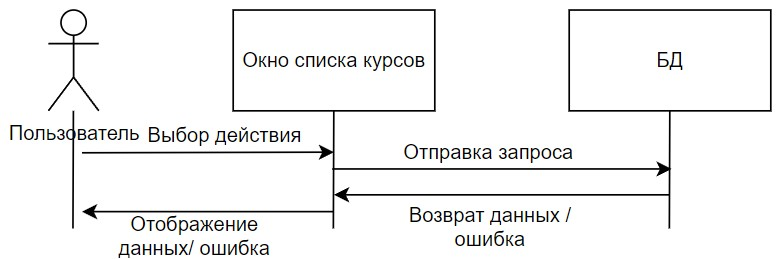 Окно списка курсов
БД
Пользователь
Выбор действия
Отправка запроса
Возврат данных /
ошибка
Отображение
данных/ ошибка